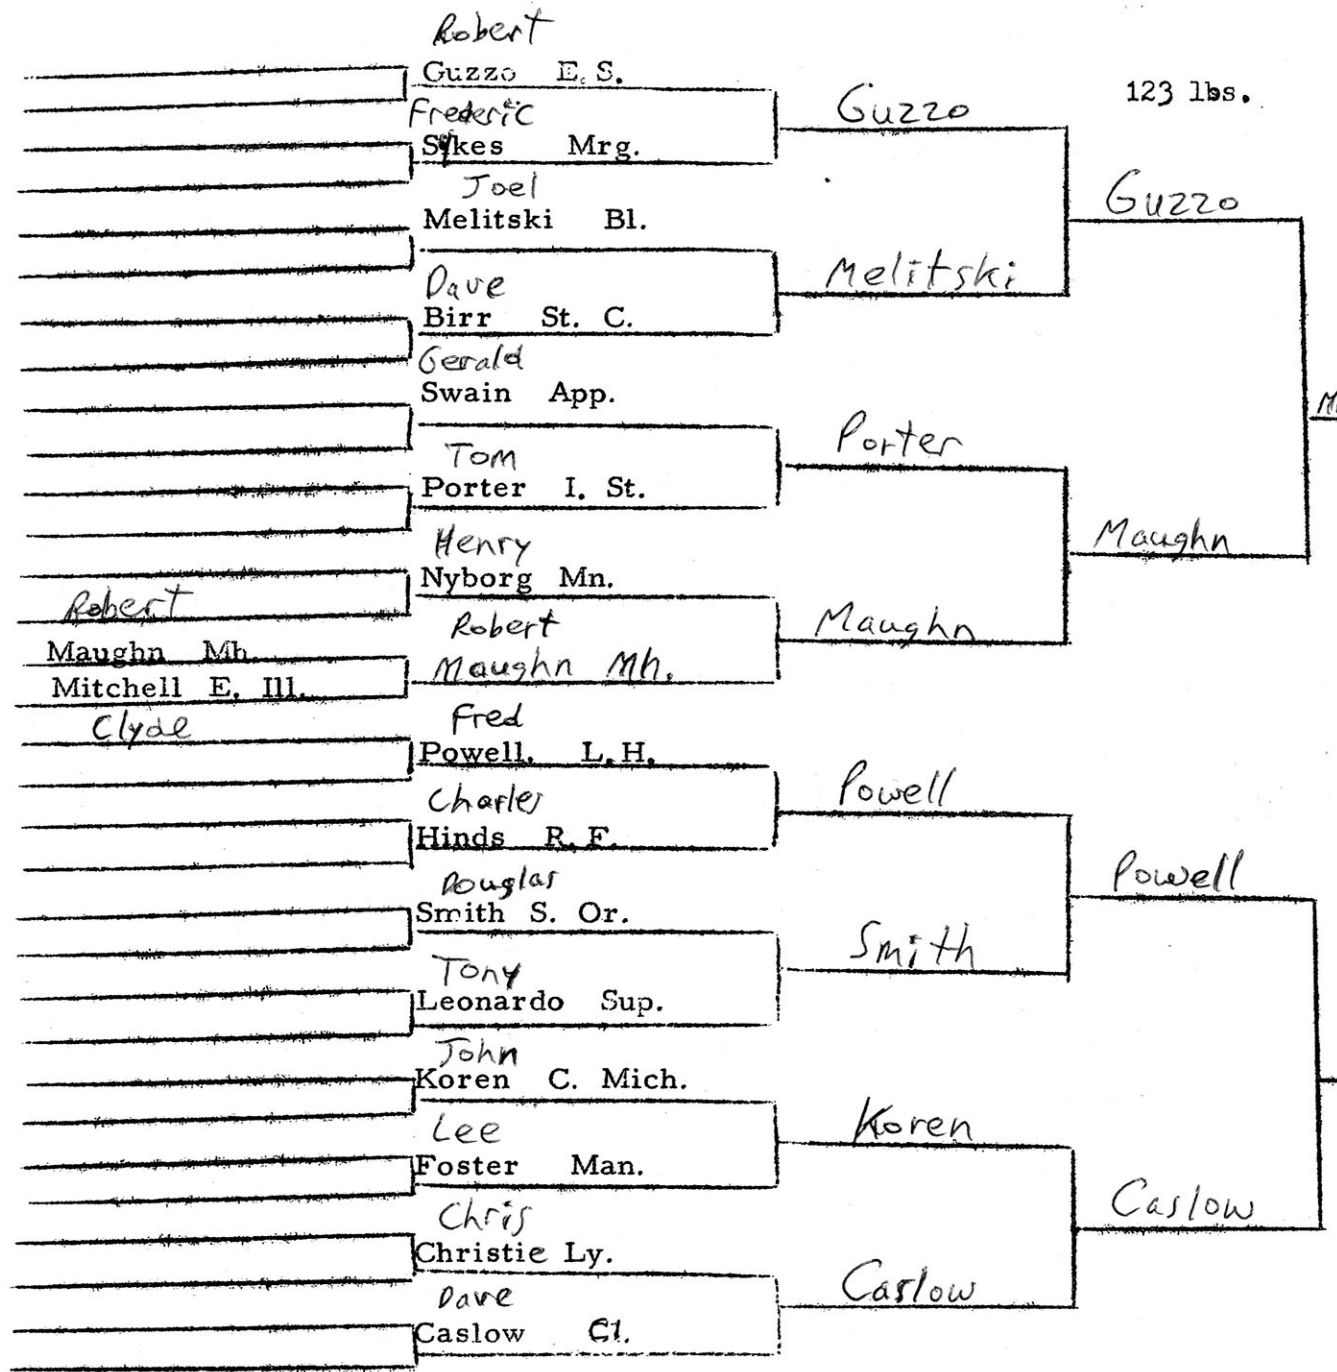 Robert
Guzzo E. S.
123 lbs.
Guzzo
Frederic
Sykes Mrg.
Joel
Guzzo
Melitski Bl.
Melitski
Dave
Birr St. C.
Gerald
Swain App.
Porter
Tom
Porter I. St.
Henry
Maughn
Nyborg Mn.
Robert
Robert
Maughn
Maughn Mh.
Maughn Mh.
Mitchell E. Ill.
Clyde
Fred
Powell, L. H.
Powell
Charles
Hinds R. F.
Douglas
Powell
Smith S. Or.
Smith
Tony
Leonardo Sup.
John
Koren C. Mich.
Koren
Lee
Foster Man.
Chris
Caslow
Christie Ly.
Caslow
Dave
Caslow Cl.